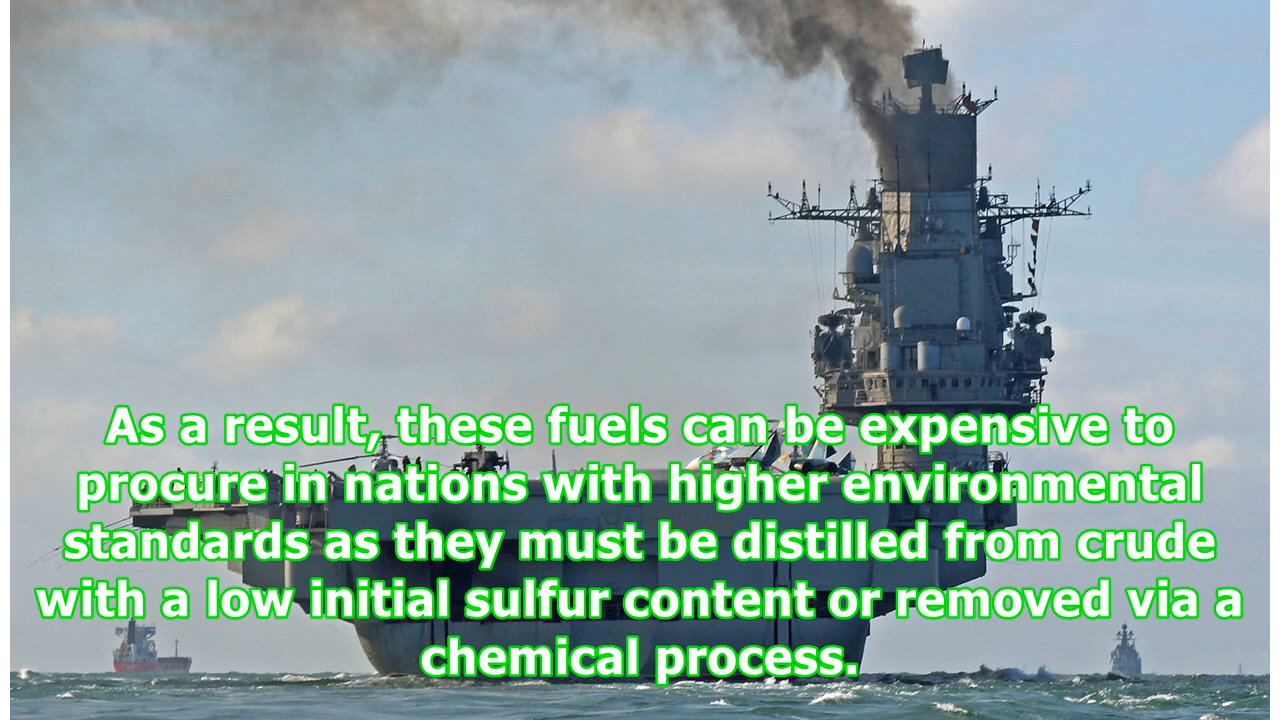 As a result, these fuels can be expensive to
procure in nations with higher environmental
standards as they must be distilled from crude
with a low initial sulfur content or removed via a
chemical process.